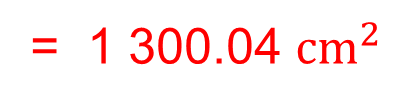 = 1 300.04 cm²